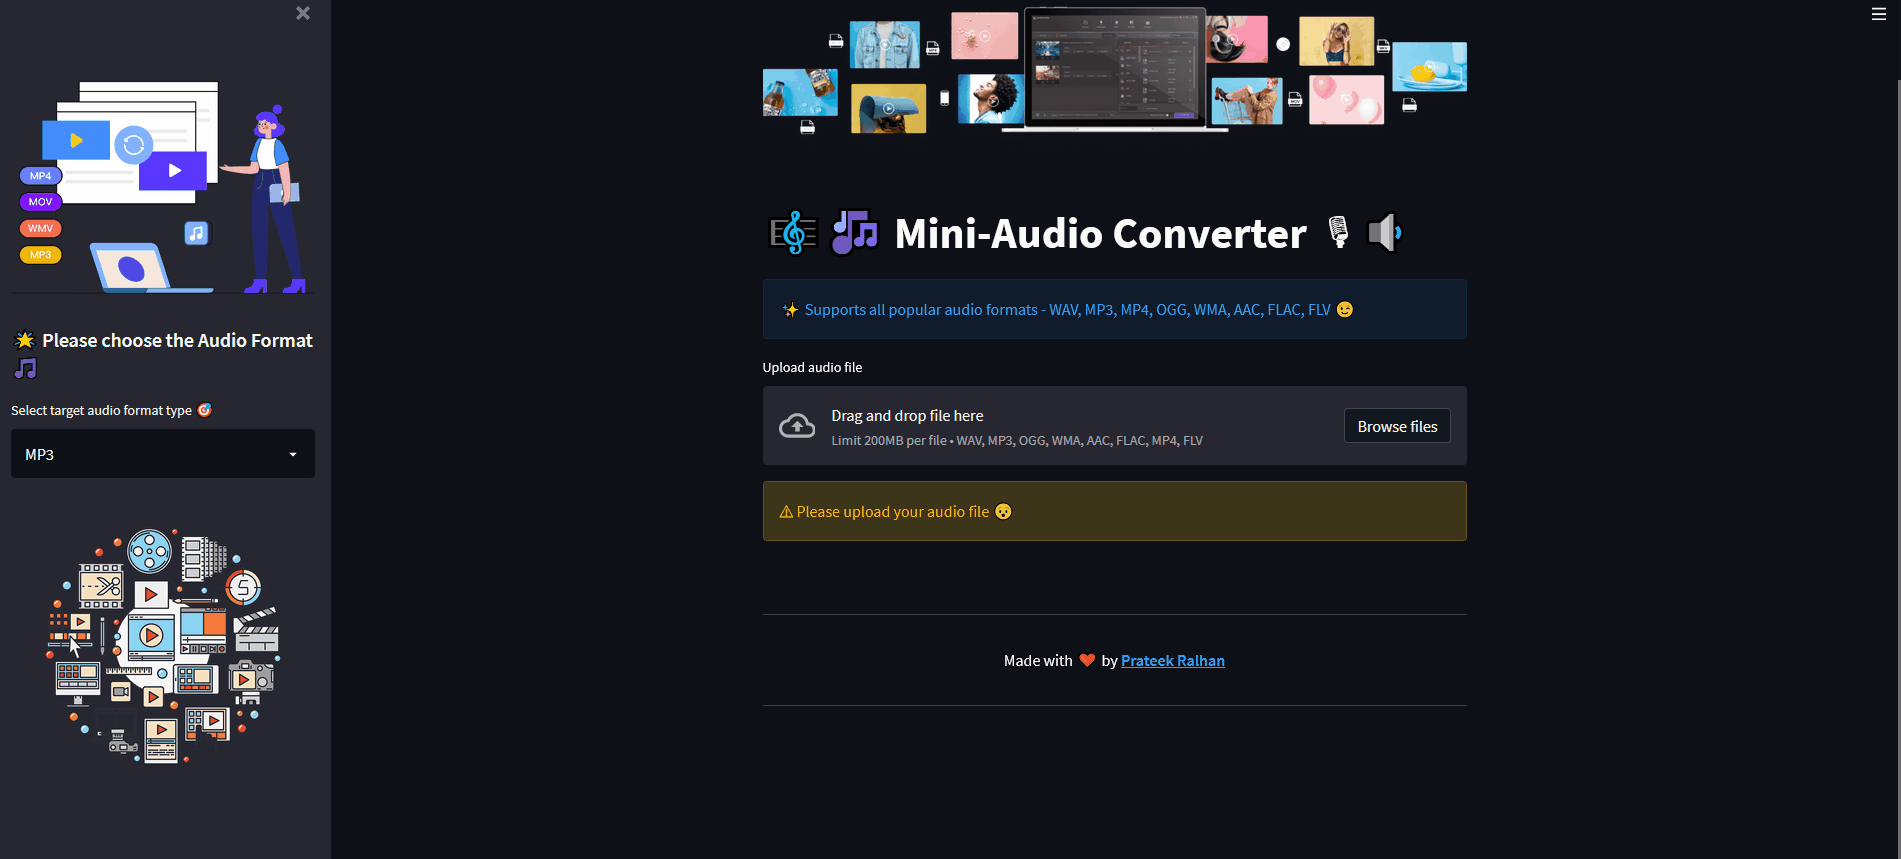 MP4
MOV
WMV
MP3
Please choose the Audio Format
Select target audio format type
MP3
Mini-Audio Converter
Supports all popular audio formats - WAV, MP3, MP4, OGG, WMA, AAC, FLAC, FLV
Upload audio file
Drag and drop file here
Limit 200MB per file • WAV, MP3, OGG, WMA, AAC, FLAC, MP4, FLV
Browse files
Please upload your audio file
Made with ❤ by Prateek Ralhan